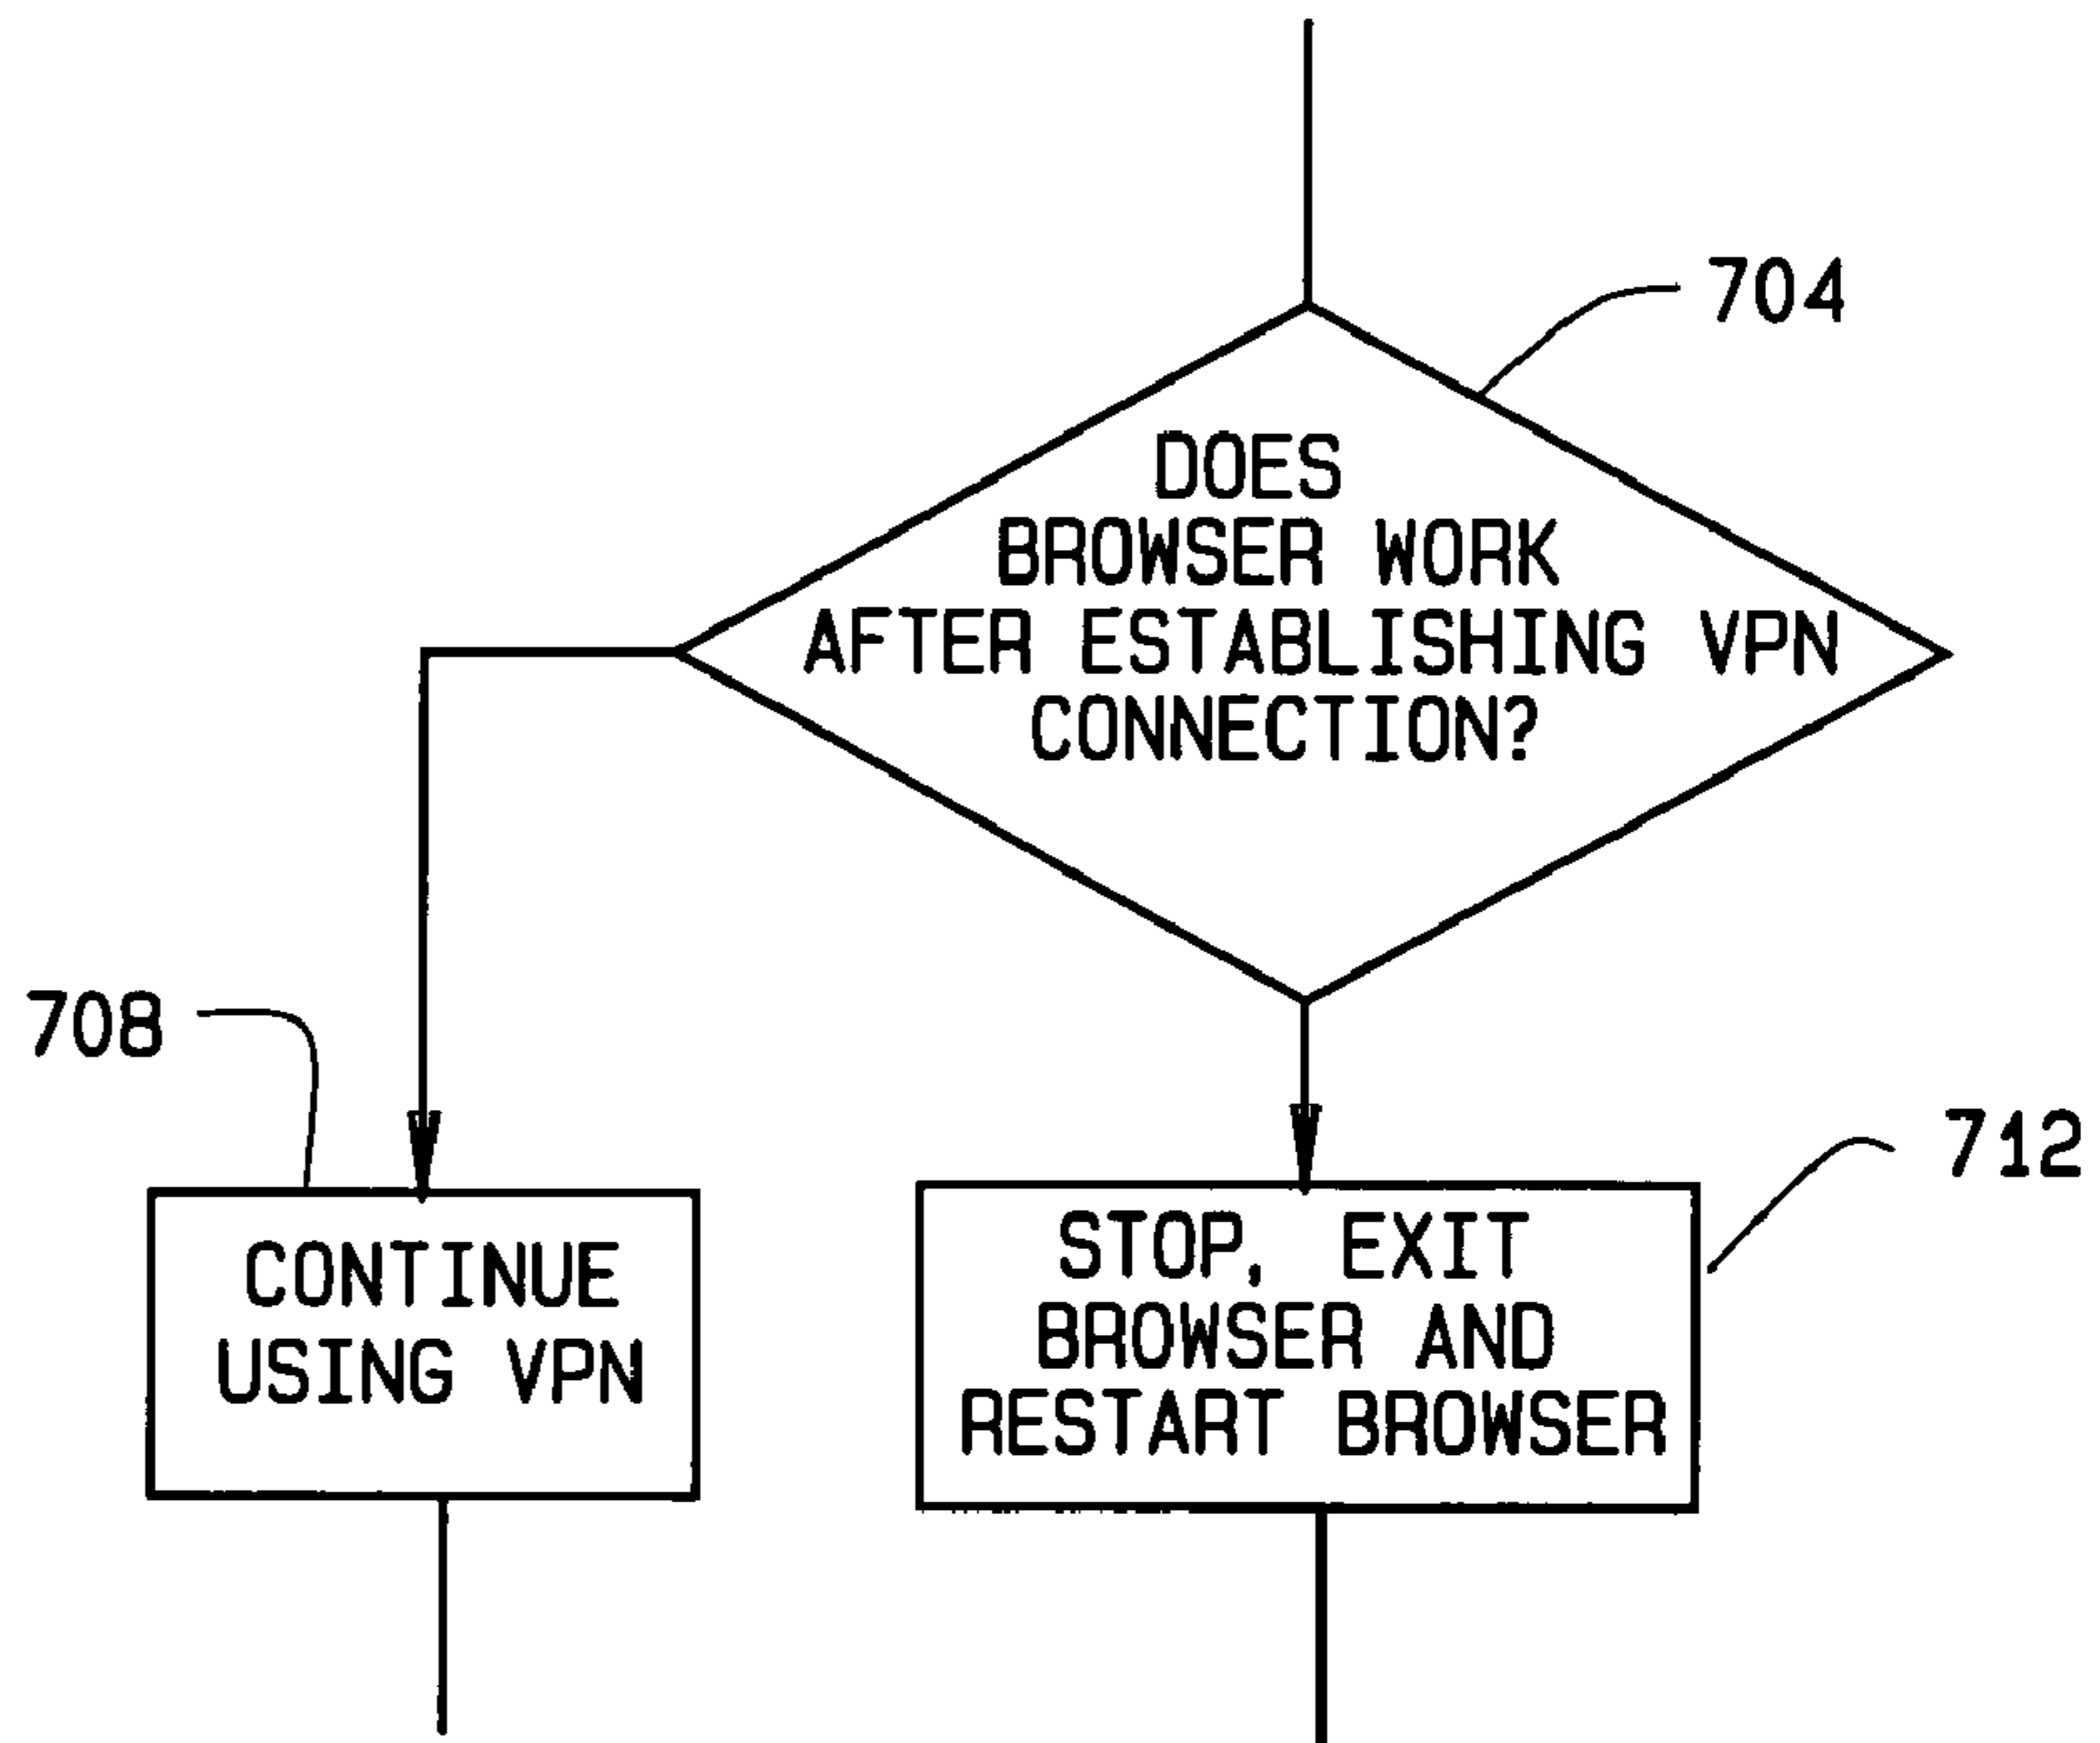 704
DOES
BROWSER WORK
AFTER ESTABLISHING VPN
CONNECTION?
708
712
CONTINUE
USING VPN
STOP, EXIT
BROWSER AND
RESTART BROWSER